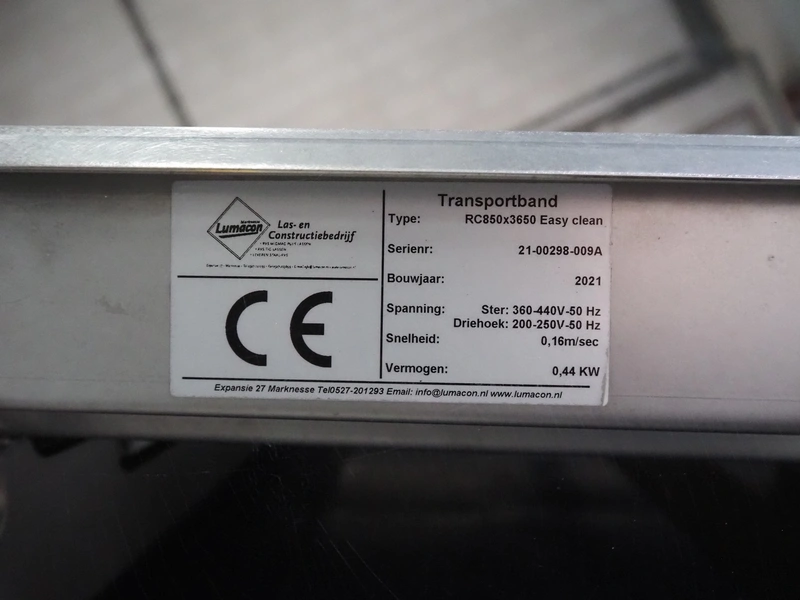 Marknesse
Lumacon
Las- en
Constructiebedrijf
Transportband
Type: RC850x3650 Easy clean
Serienr: 21-00298-009A
Bouwjaar: 2021
Spanning: Ster: 360-440V-50 Hz
Driehoek: 200-250V-50 Hz
Snelheid: 0,16m/sec
Vermogen: 0,44 KW
CE
Expansie 27 Marknesse Tel0527-201293 Email: info@lumacon.nl www.lumacon.nl